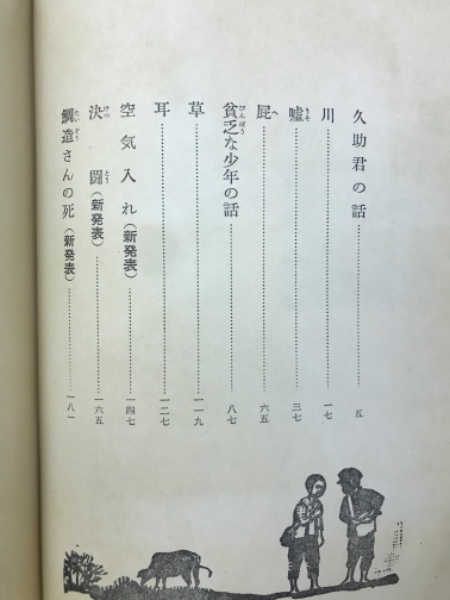 久助君の話…………五
川…………一七
嘘…………三七
屁…………六五
貧乏な少年の話…………八七
草…………一一九
耳…………一二七
空気入れ(新発表)…………一四七
決闘(新発表)…………一六五
鯛造さんの死(新発表)…………一八一